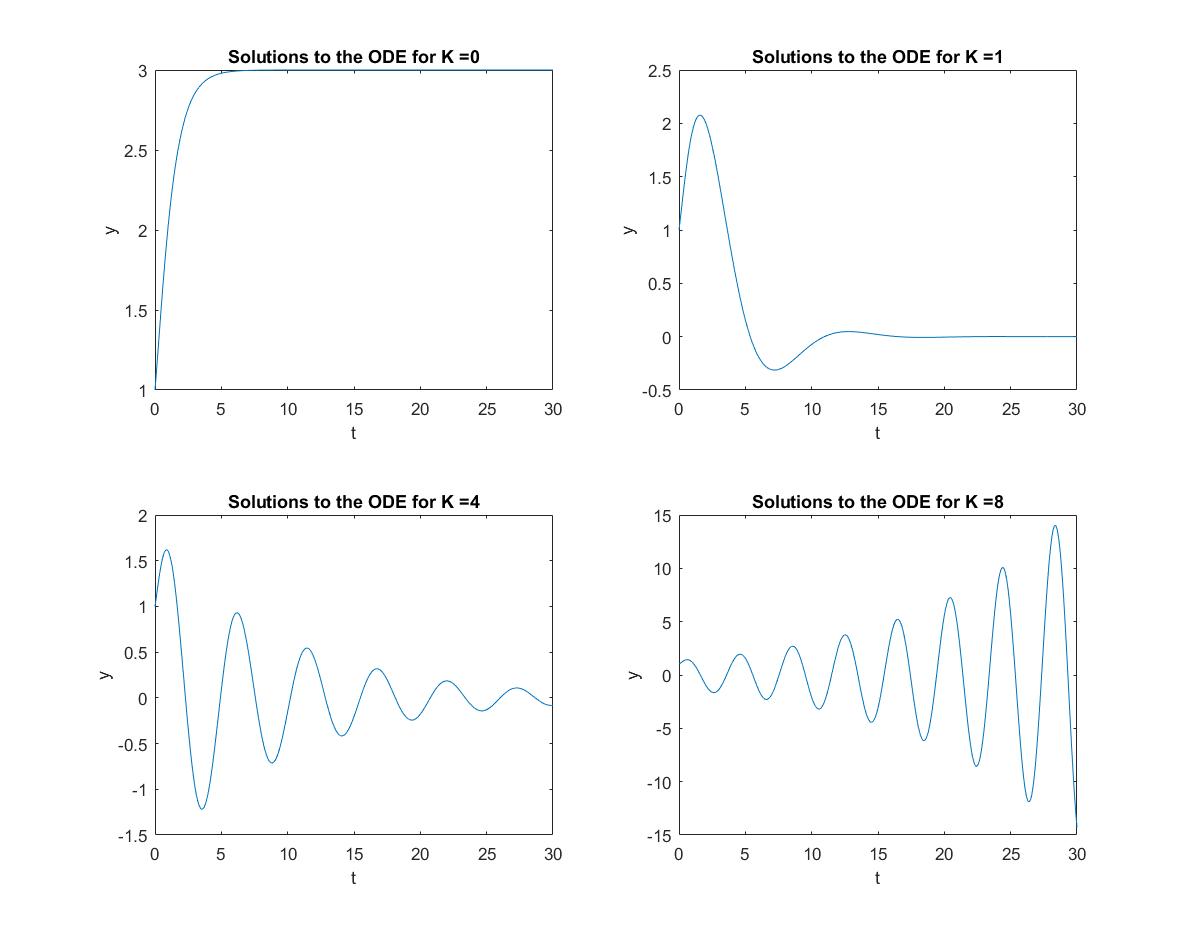 Solutions to the ODE for K =0
3
2.5
2
1.5
1
y
0 5 10 15 20 25 30
t
Solutions to the ODE for K =1
2.5
2
1.5
1
0.5
0
-0.5
y
0 5 10 15 20 25 30
t
Solutions to the ODE for K =4
2
1.5
1
0.5
0
-0.5
-1
-1.5
y
0 5 10 15 20 25 30
t
Solutions to the ODE for K =8
15
10
5
0
-5
-10
-15
y
0 5 10 15 20 25 30
t